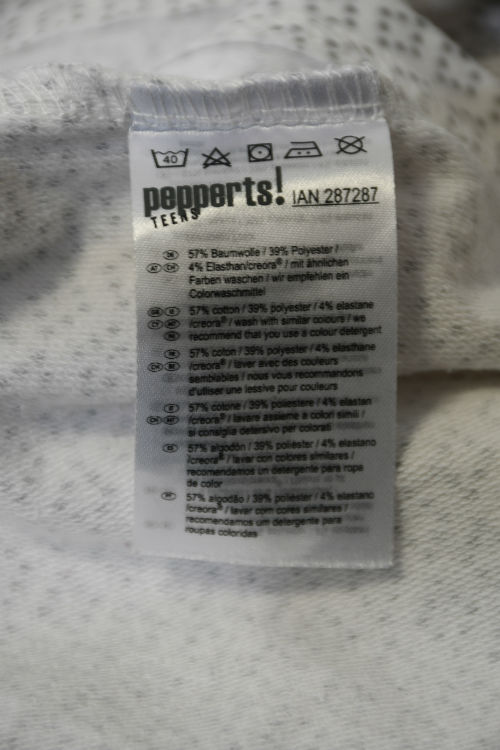 40
pepperts!
TEENS
IAN 287287
DE
AT CH
57% Baumwolle / 39% Polyester /
4% Elasthan/creora® / mit ähnlichen
Farben waschen / wir empfehlen ein
Colorwaschmittel
57% cotton / 39% polyester / 4% elastane
/creora® / wash with similar colours / we
recommend that you use a colour detergent
57% coton / 39% polyester / 4% elasthane
/creora® / laver avec des couleurs
semblables / nous vous recommandons
d'utiliser une lessive pour couleurs
57% cotone / 39% poliestere / 4% elastan
/creora® / lavare assieme a colori simili /
si consiglia detersivo per colorati
57% algodón / 39% poliéster / 4% elastano
/creora® / lavar con colores similares /
recomendamos un detergente para ropa
de color
57% algodão / 39% poliéster / 4% elastano
/creora® / lavar com cores similares /
recomendamos um detergente para
roupas coloridas